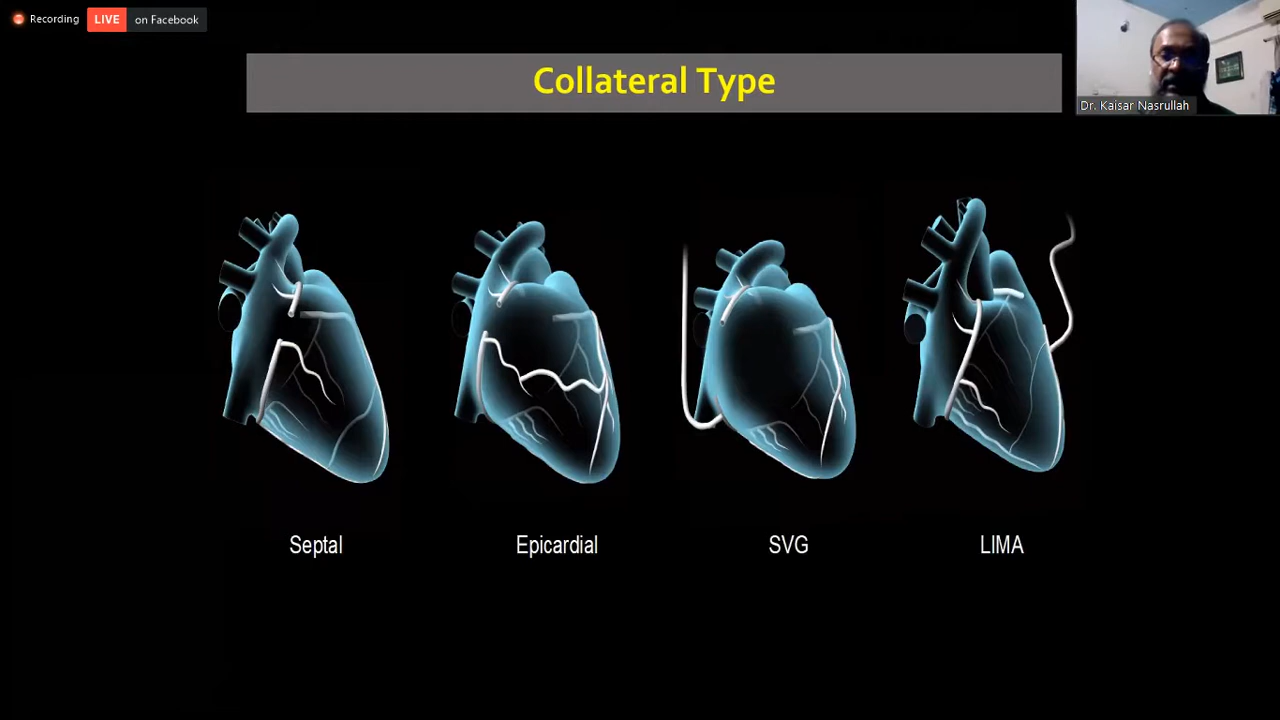 Recording
LIVE on Facebook
Collateral Type
Dr. Kaisar Nasrullah
Septal
Epicardial
SVG
LIMA